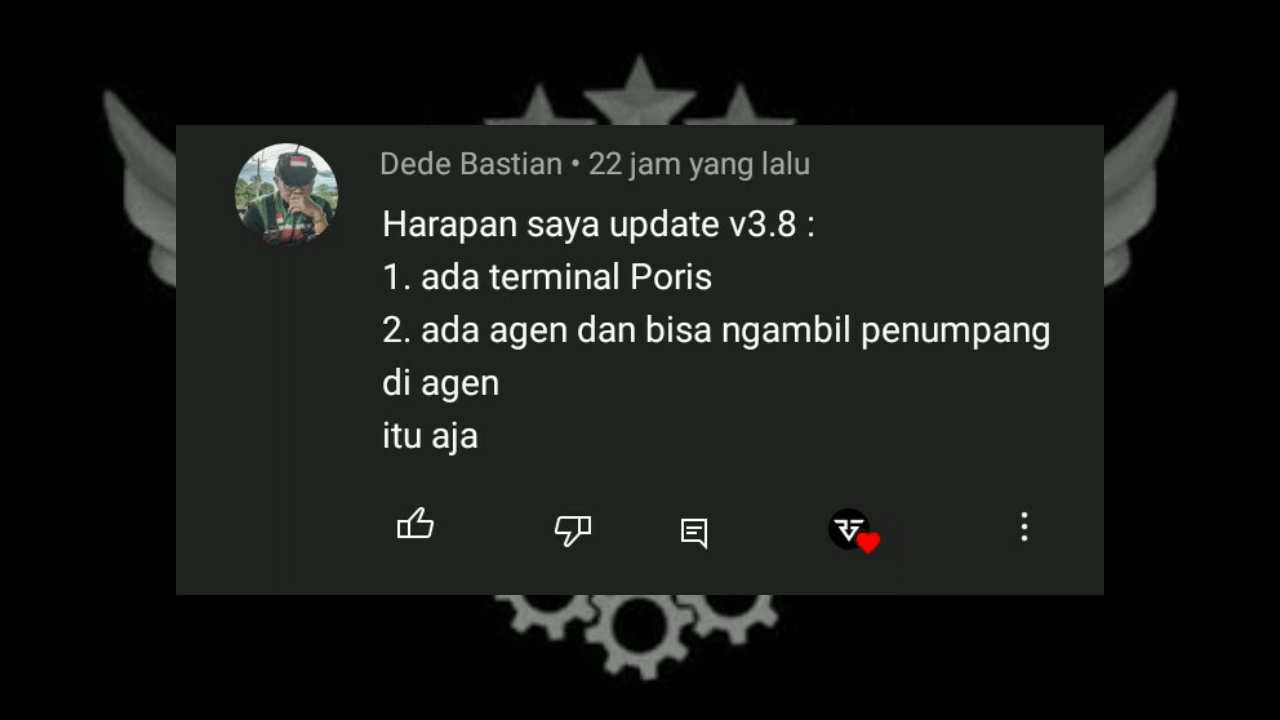 Dede Bastian • 22 jam yang lalu
Harapan saya update v3.8 :
1. ada terminal Poris
2. ada agen dan bisa ngambil penumpang
di agen
itu aja